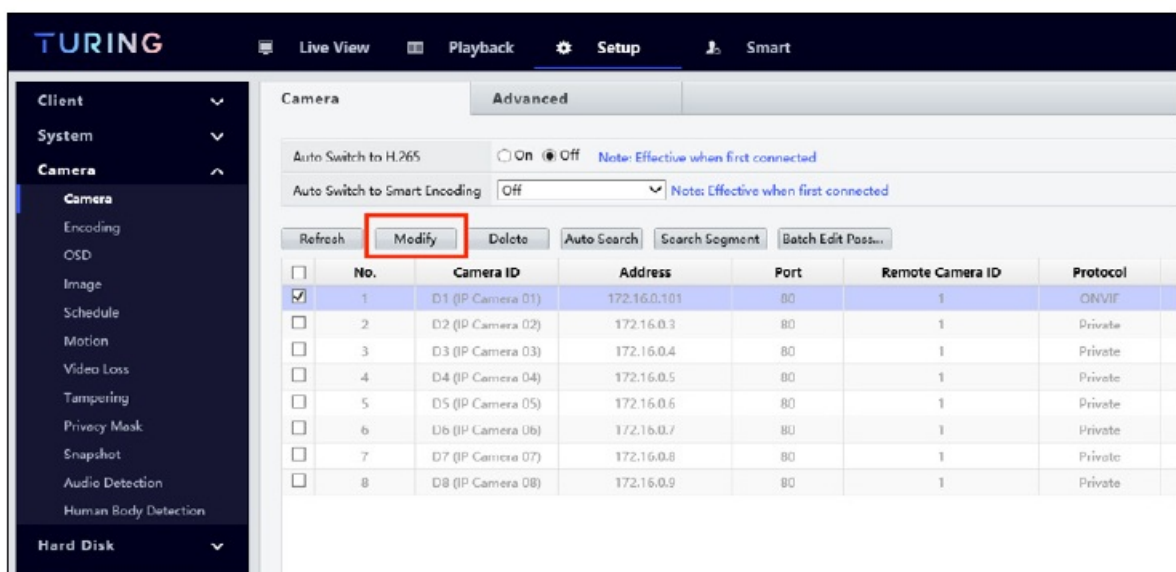 TURING
Live View Playback Setup Smart
Client
System
Camera
Camera
Encoding
OSD
Image
Schedule
Motion
Video Loss
Tampering
Privacy Mask
Snapshot
Audio Detection
Human Body Detection
Hard Disk
Camera Advanced
Auto Switch to H.265 On Off Note: Effective when first connected
Auto Switch to Smart Encoding Off Note: Effective when first connected
Refresh Modify Delete Auto Search Search Segment Batch Edit Pass...
No. Camera ID Address Port Remote Camera ID Protocol
1 D1 (IP Camera 01) 172.16.0.101 80 1 ONVIF
2 D2 (IP Camera 02) 172.16.0.3 80 1 Private
3 D3 (IP Camera 03) 172.16.0.4 80 1 Private
4 D4 (IP Camera 04) 172.16.0.5 80 1 Private
5 D5 (IP Camera 05) 172.16.0.6 80 1 Private
6 D6 (IP Camera 06) 172.16.0.7 80 1 Private
7 D7 (IP Camera 07) 172.16.0.8 80 1 Private
8 D8 (IP Camera 08) 172.16.0.9 80 1 Private